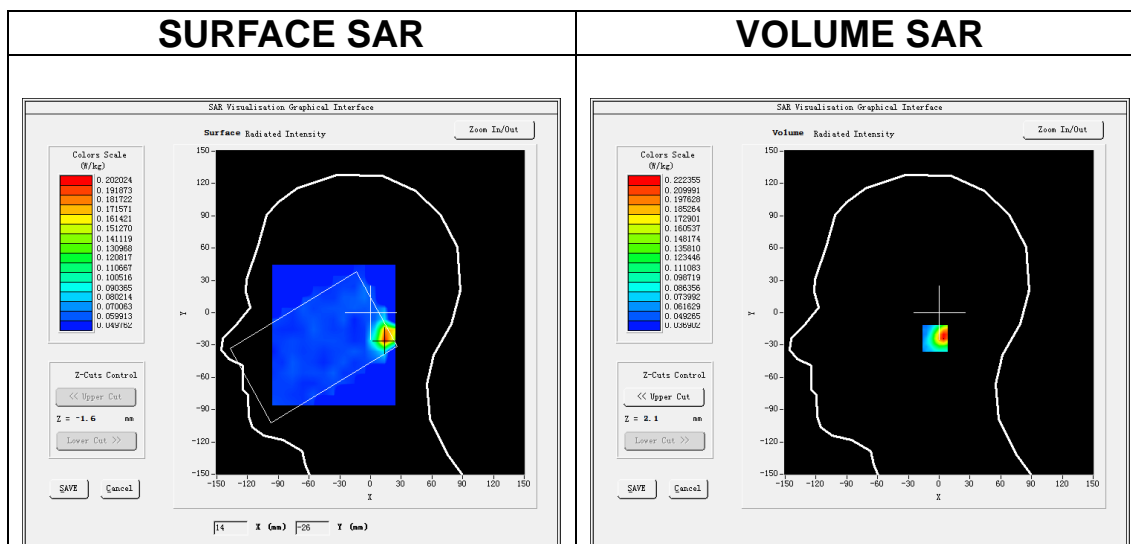 SURFACE SAR
VOLUME SAR
SAR Visualisation Graphical Interface
Surface Radiated Intensity
Zoom In/Out
Colors Scale
(W/kg)
0.202024
0.191873
0.181722
0.171571
0.161421
0.151270
0.141119
0.130968
0.120817
0.110667
0.100516
0.090365
0.080214
0.070063
0.059913
0.049762
Z-Cuts Control
<< Upper Cut
Z = -1.6 mm
Lower Cut >>
SAVE
Cancel
150
120
90
60
30
0
-30
-60
-90
-120
-150
Y
-150 -120 -90 -60 -30 0 30 60 90 120 150
X
14 X (mm) -26 Y (mm)
SAR Visualisation Graphical Interface
Volume Radiated Intensity
Zoom In/Out
Colors Scale
(W/kg)
0.222355
0.209991
0.197628
0.185264
0.172901
0.160537
0.148174
0.135810
0.123446
0.111083
0.098719
0.086356
0.073992
0.061629
0.049265
0.036902
Z-Cuts Control
<< Upper Cut
Z = 2.1 mm
Lower Cut >>
SAVE
Cancel
150
120
90
60
30
0
-30
-60
-90
-120
-150
Y
-150 -120 -90 -60 -30 0 30 60 90 120 150
X